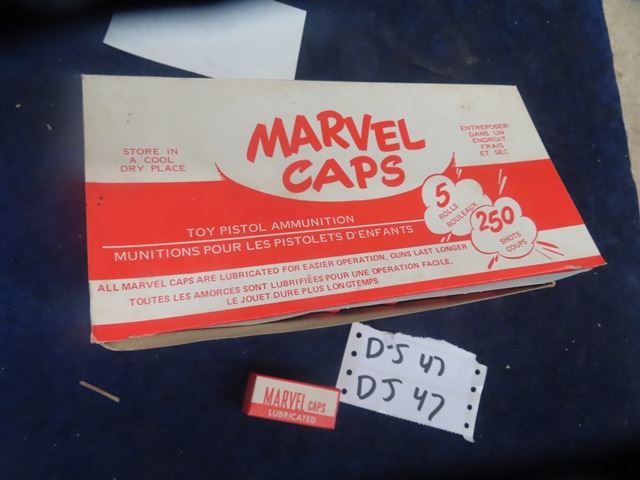 STORE IN
A COOL
DRY PLACE
MARVEL
CAPS
ENTREPOSER
DANS UN
ENDROIT
FRAIS
ET SEC
5
ROLLS
ROULEAUX
250
SHOTS
COUPS
TOY PISTOL AMMUNITION
MUNITIONS POUR LES PISTOLETS D'ENFANTS
ALL MARVEL CAPS ARE LUBRICATED FOR EASIER OPERATION, GUNS LAST LONGER
TOUTES LES AMORCES SONT LUBRIFIÉES POUR UNE OPERATION FACILE,
LE JOUET DURE PLUS LONGTEMPS
MARVEL CAPS
LUBRICATED
DJ 47
DJ 47